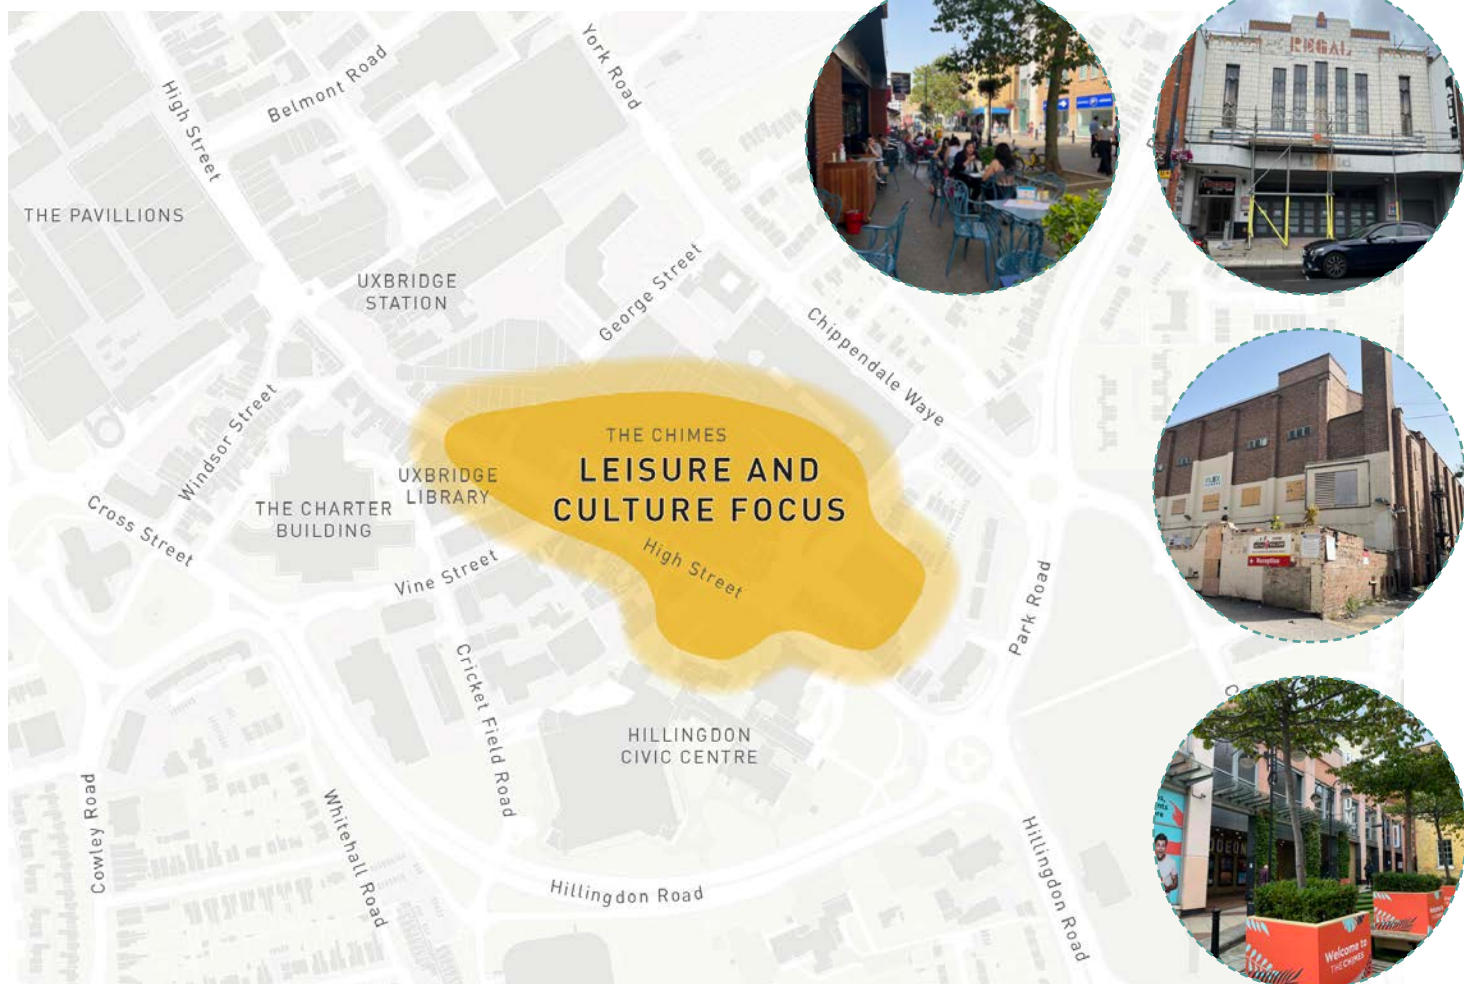 High Street
Belmont Road
York Road
THE PAVILLIONS
UXBRIDGE
STATION
George Street
Chippendale Waye
Windsor Street
Cross Street
THE CHARTER
BUILDING
UXBRIDGE
LIBRARY
Vine Street
THE CHIMES
LEISURE AND
CULTURE FOCUS
High Street
Park Road
Cricket Field Road
HILLINGDON
CIVIC CENTRE
Cowley Road
Whitehall Road
Hillingdon Road
Hillingdon Road
REGAL
Reception
ODEON
Welcome to
THE CHIMES